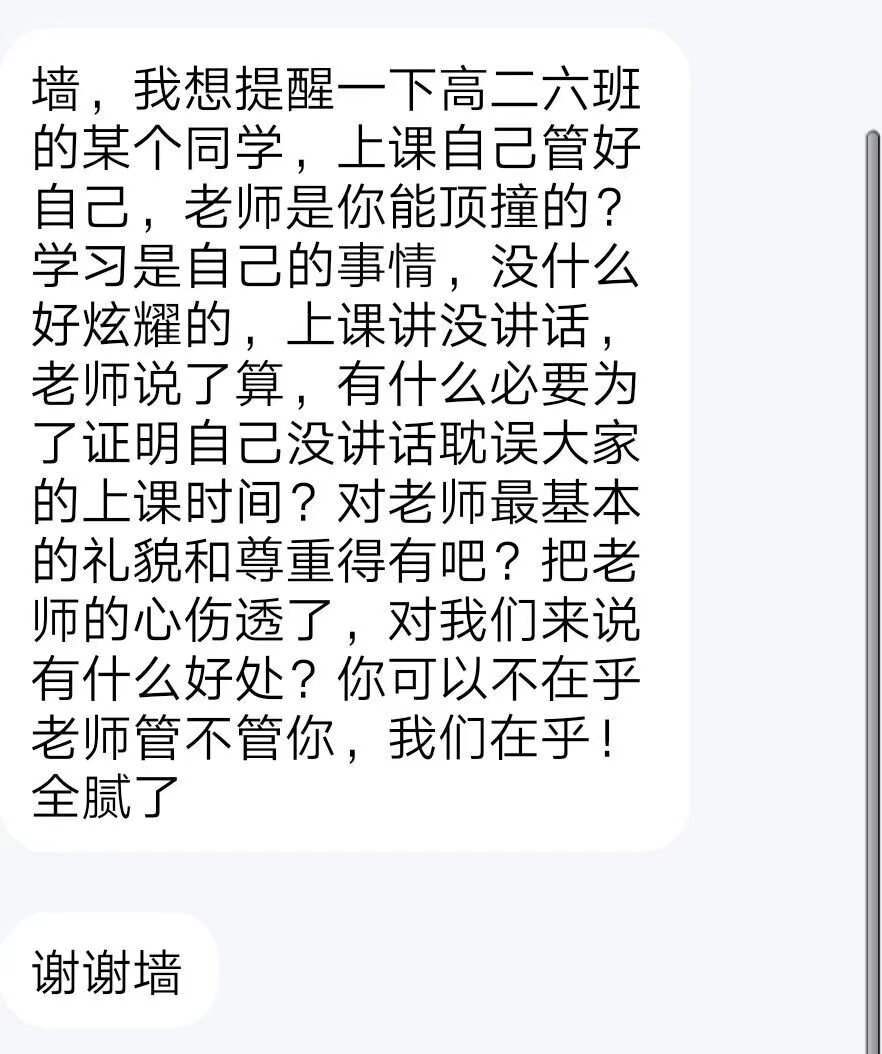 墙，我想提醒一下高二六班
的某个同学，上课自己管好
自己，老师是你能顶撞的？
学习是自己的事情，没什么
好炫耀的，上课讲没讲话，
老师说了算，有什么必要为
了证明自己没讲话耽误大家
的上课时间？对老师最基本
的礼貌和尊重得有吧？把老
师的心伤透了，对我们来说
有什么好处？你可以不在乎
老师管不管你，我们在乎！
全腻了
谢谢墙